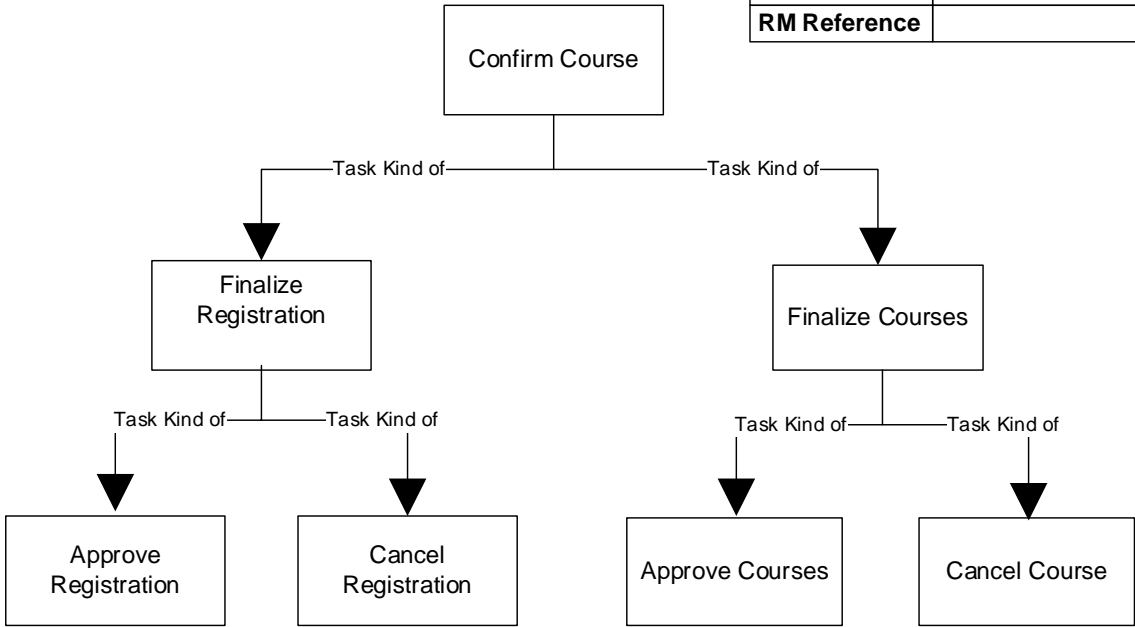 RM Reference
Confirm Course
Task Kind of
Task Kind of
Finalize
Registration
Finalize Courses
Task Kind of
Task Kind of
Task Kind of
Task Kind of
Approve
Registration
Cancel
Registration
Approve Courses
Cancel Course